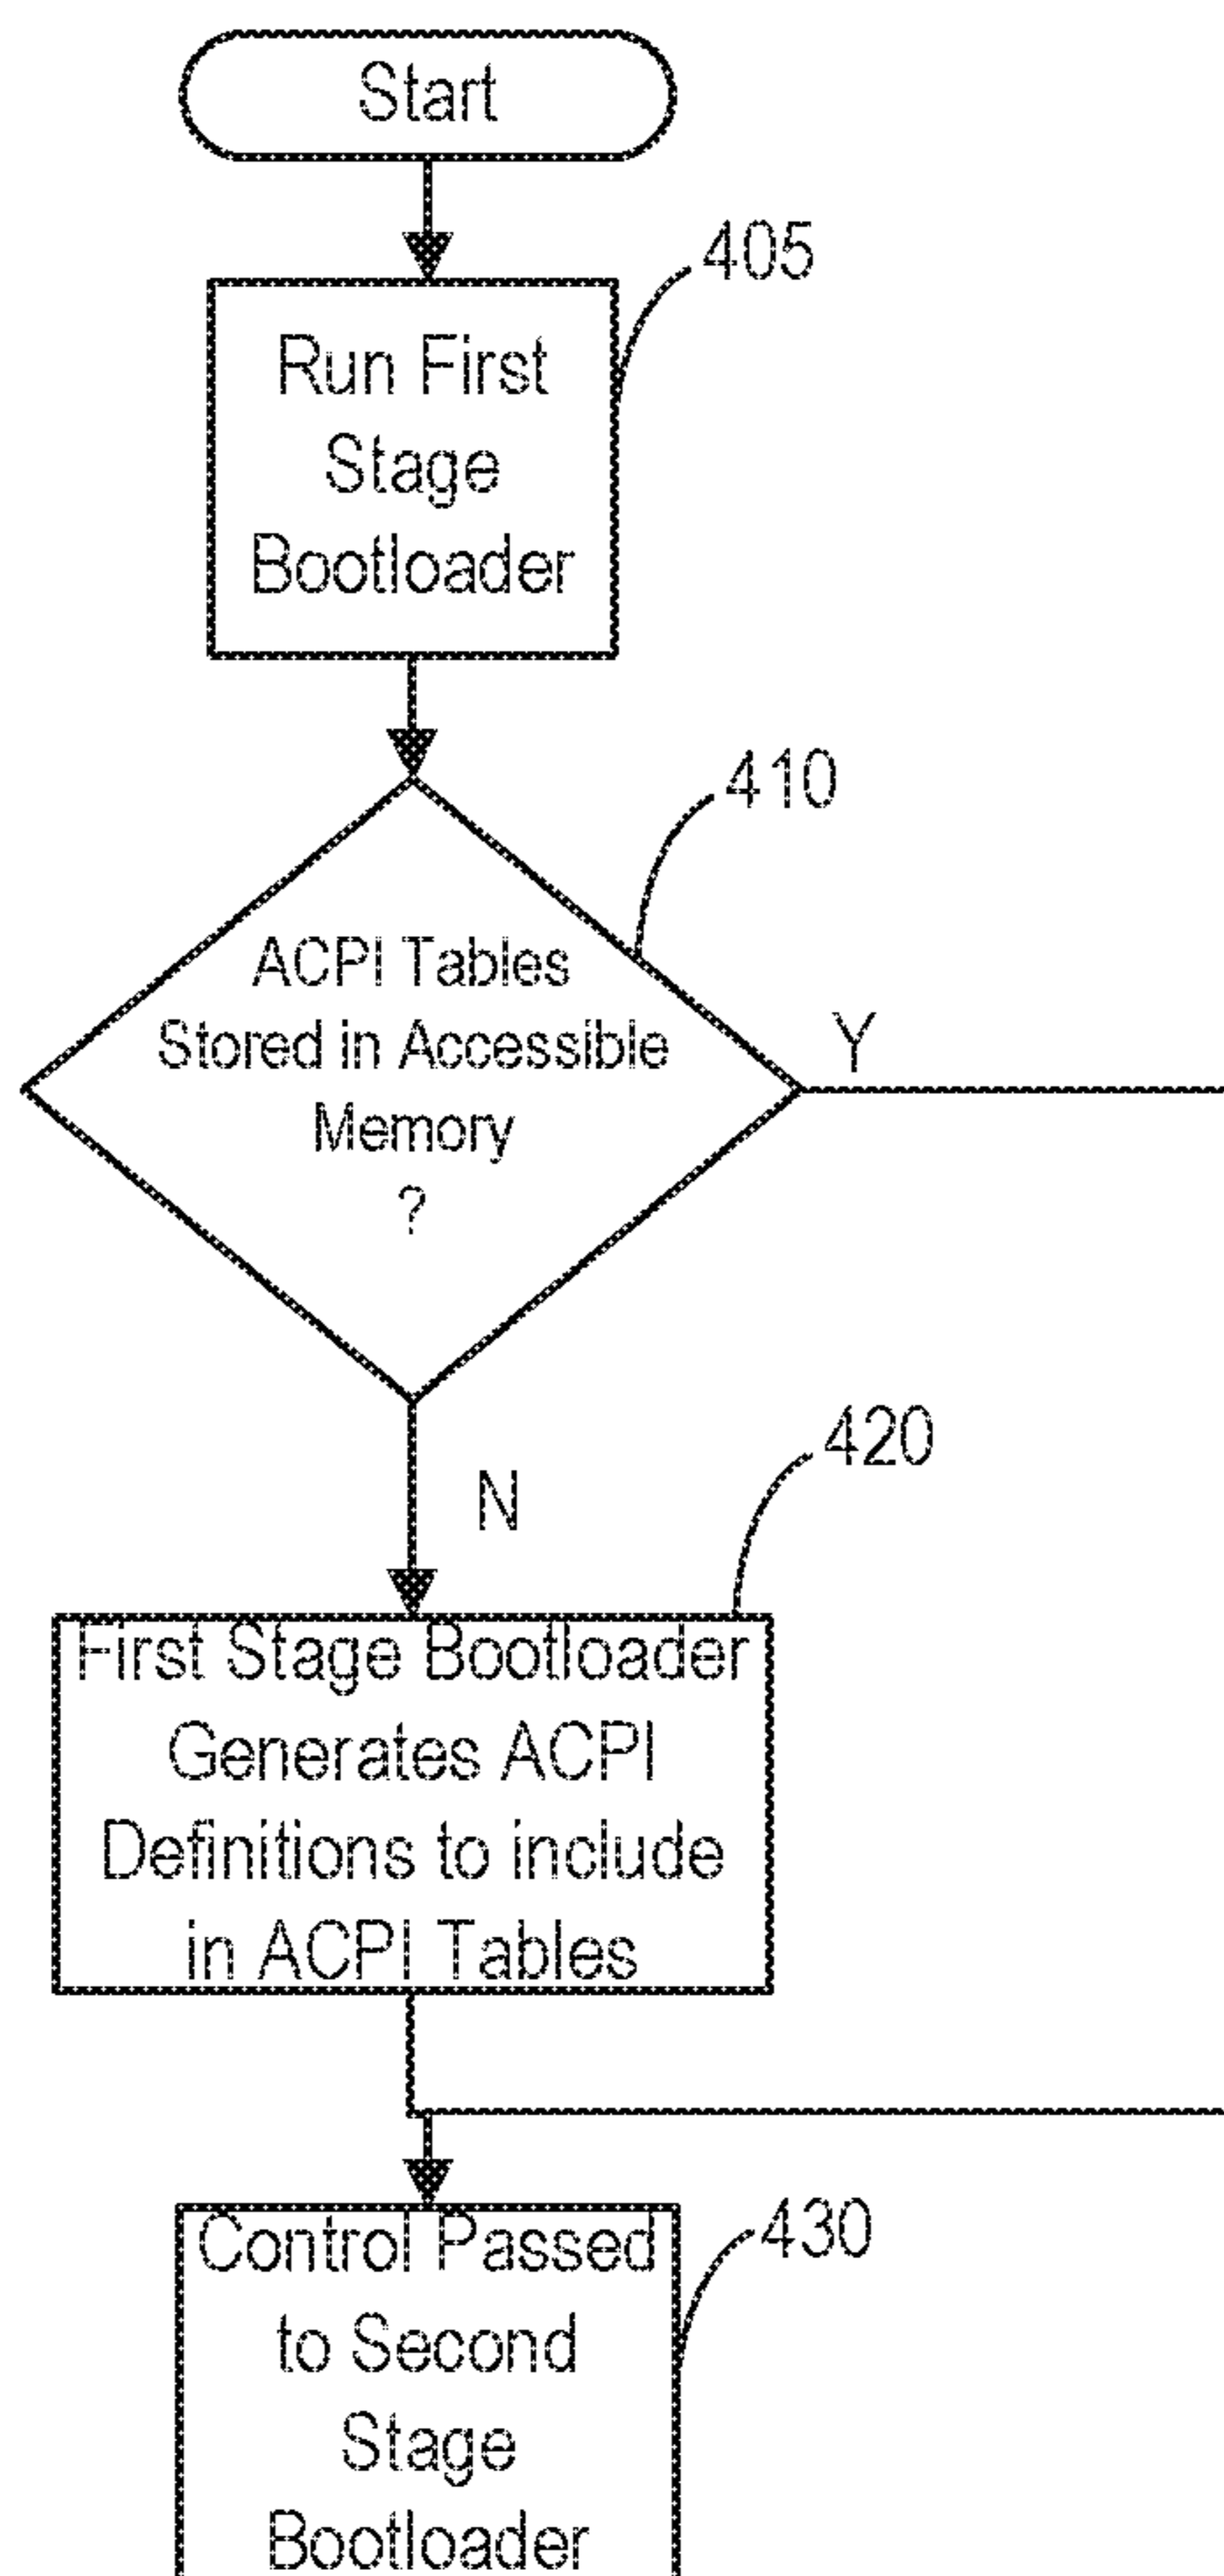 Start
405
Run First
Stage
Bootloader
410
ACPI Tables
Stored in Accessible
Memory
?
Y
N
420
First Stage Bootloader
Generates ACPI
Definitions to include
in ACPI Tables
430
Control Passed
to Second
Stage
Bootloader